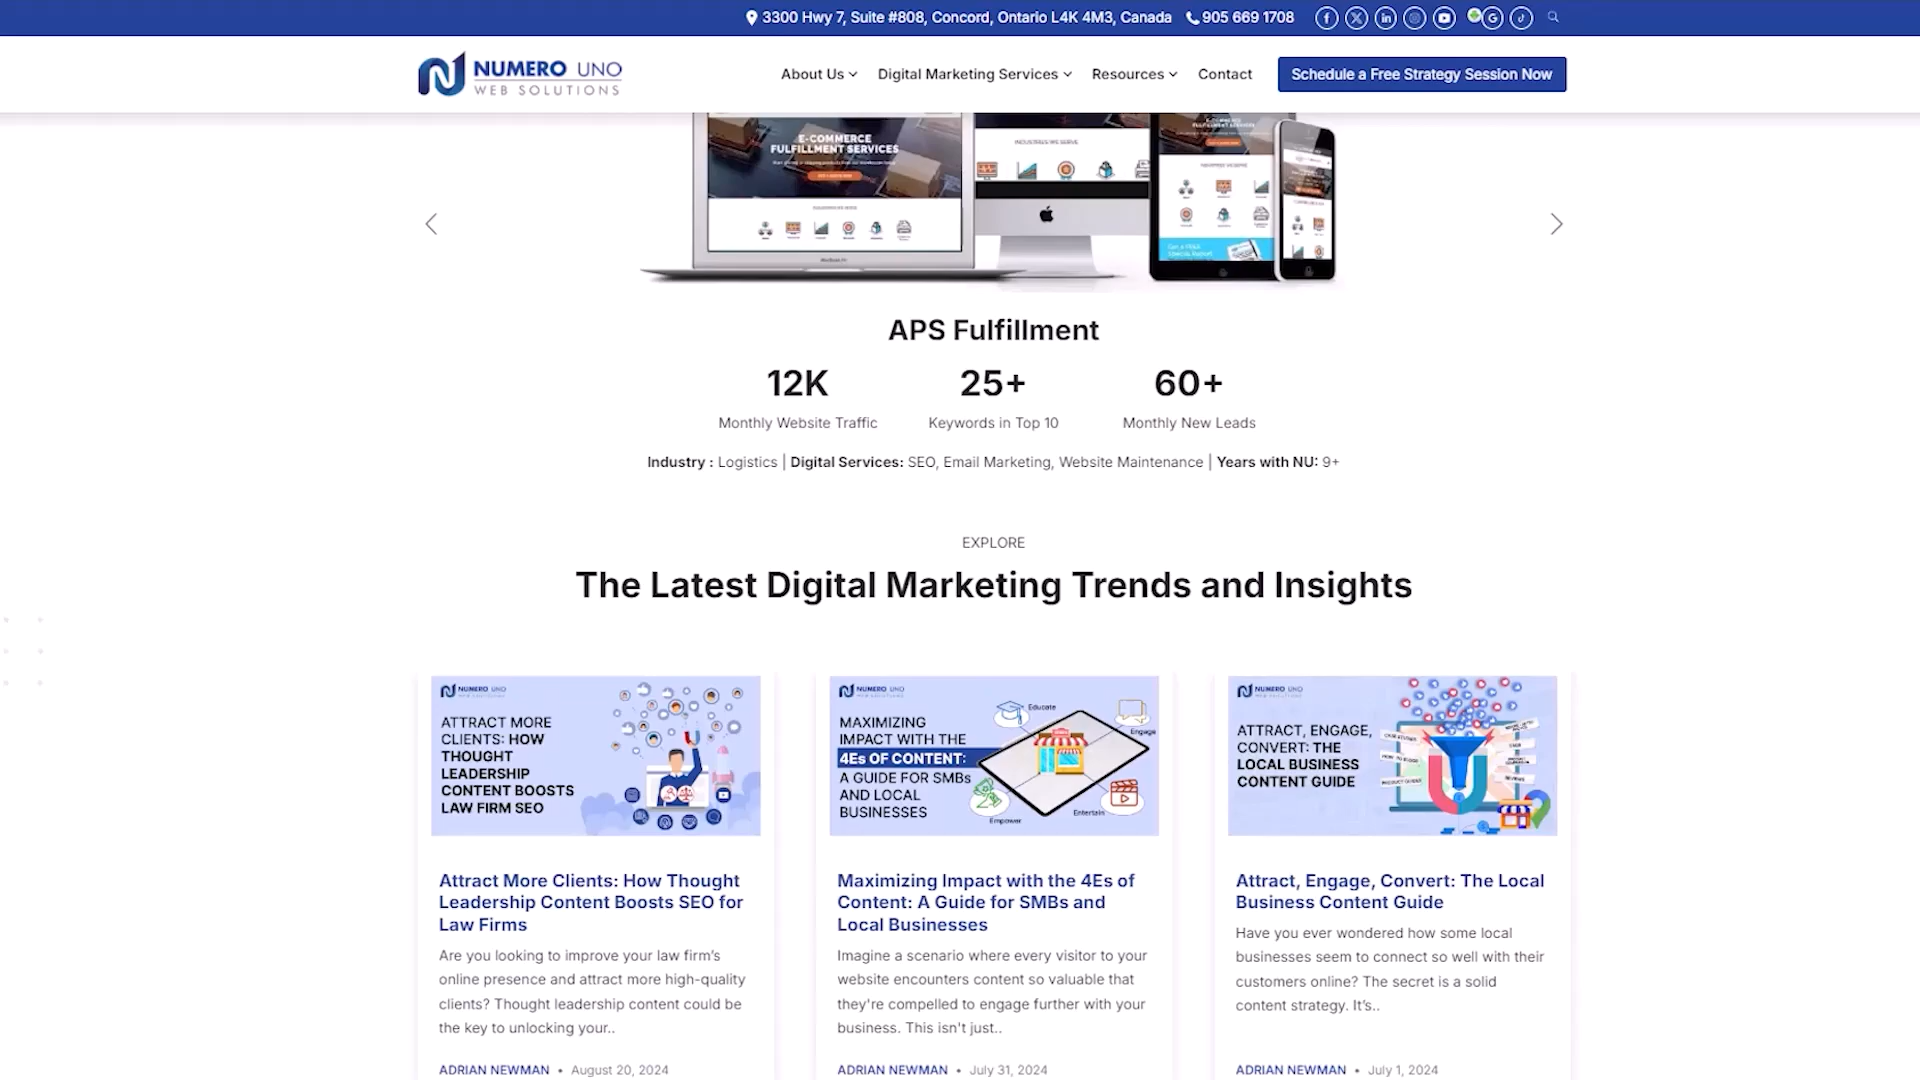 3300 Hwy 7, Suite #808, Concord, Ontario L4K 4M3, Canada 905 669 1708
NUMERO UNO
WEB SOLUTIONS
About Us Digital Marketing Services Resources Contact Schedule a Free Strategy Session Now
E-COMMERCE
FULFILLMENT SERVICES
INDUSTRIES WE SERVE
APS Fulfillment
12K 25+ 60+
Monthly Website Traffic Keywords in Top 10 Monthly New Leads
Industry : Logistics | Digital Services: SEO, Email Marketing, Website Maintenance | Years with NU: 9+
EXPLORE
The Latest Digital Marketing Trends and Insights
NUMERO UNO
ATTRACT MORE
CLIENTS: HOW
THOUGHT
LEADERSHIP
CONTENT BOOSTS
LAW FIRM SEO
Attract More Clients: How Thought
Leadership Content Boosts SEO for
Law Firms
Are you looking to improve your law firm's
online presence and attract more high-quality
clients? Thought leadership content could be
the key to unlocking your..
ADRIAN NEWMAN • August 20, 2024
NUMERO UNO
MAXIMIZING
IMPACT WITH THE
4Es OF CONTENT:
A GUIDE FOR SMBs
AND LOCAL
BUSINESSES
Educate
Engage
Empower
Entertain
Maximizing Impact with the 4Es of
Content: A Guide for SMBs and
Local Businesses
Imagine a scenario where every visitor to your
website encounters content so valuable that
they're compelled to engage further with your
business. This isn't just..
ADRIAN NEWMAN • July 31, 2024
NUMERO UNO
ATTRACT, ENGAGE,
CONVERT: THE
LOCAL BUSINESS
CONTENT GUIDE
Attract, Engage, Convert: The Local
Business Content Guide
Have you ever wondered how some local
businesses seem to connect so well with their
customers online? The secret is a solid
content strategy. It's..
ADRIAN NEWMAN • July 1, 2024